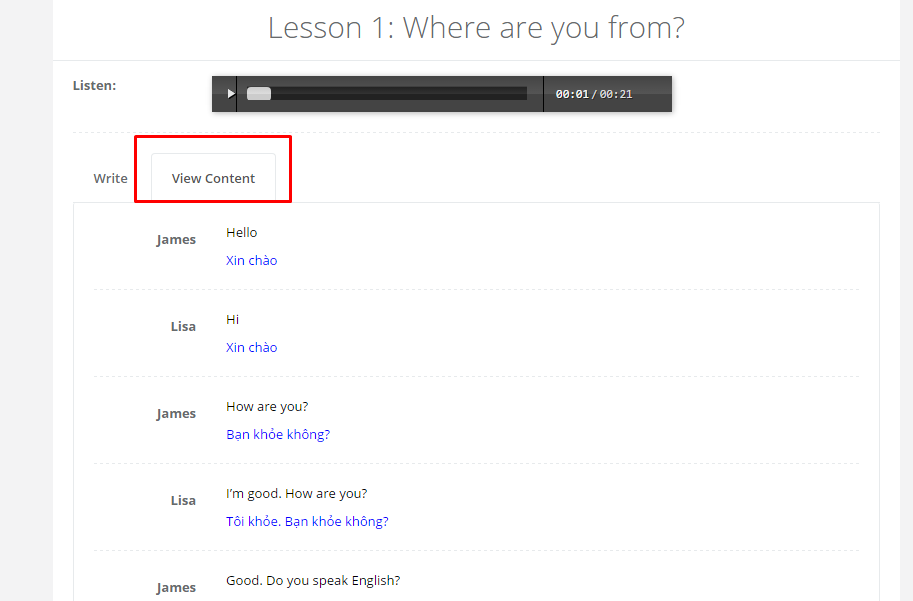 Lesson 1: Where are you from?
Listen:
00:01/00:21
Write
View Content
James
Hello
Xin chào
Lisa
Hi
Xin chào
James
How are you?
Bạn khỏe không?
Lisa
I’m good. How are you?
Tôi khỏe. Bạn khỏe không?
James
Good. Do you speak English?